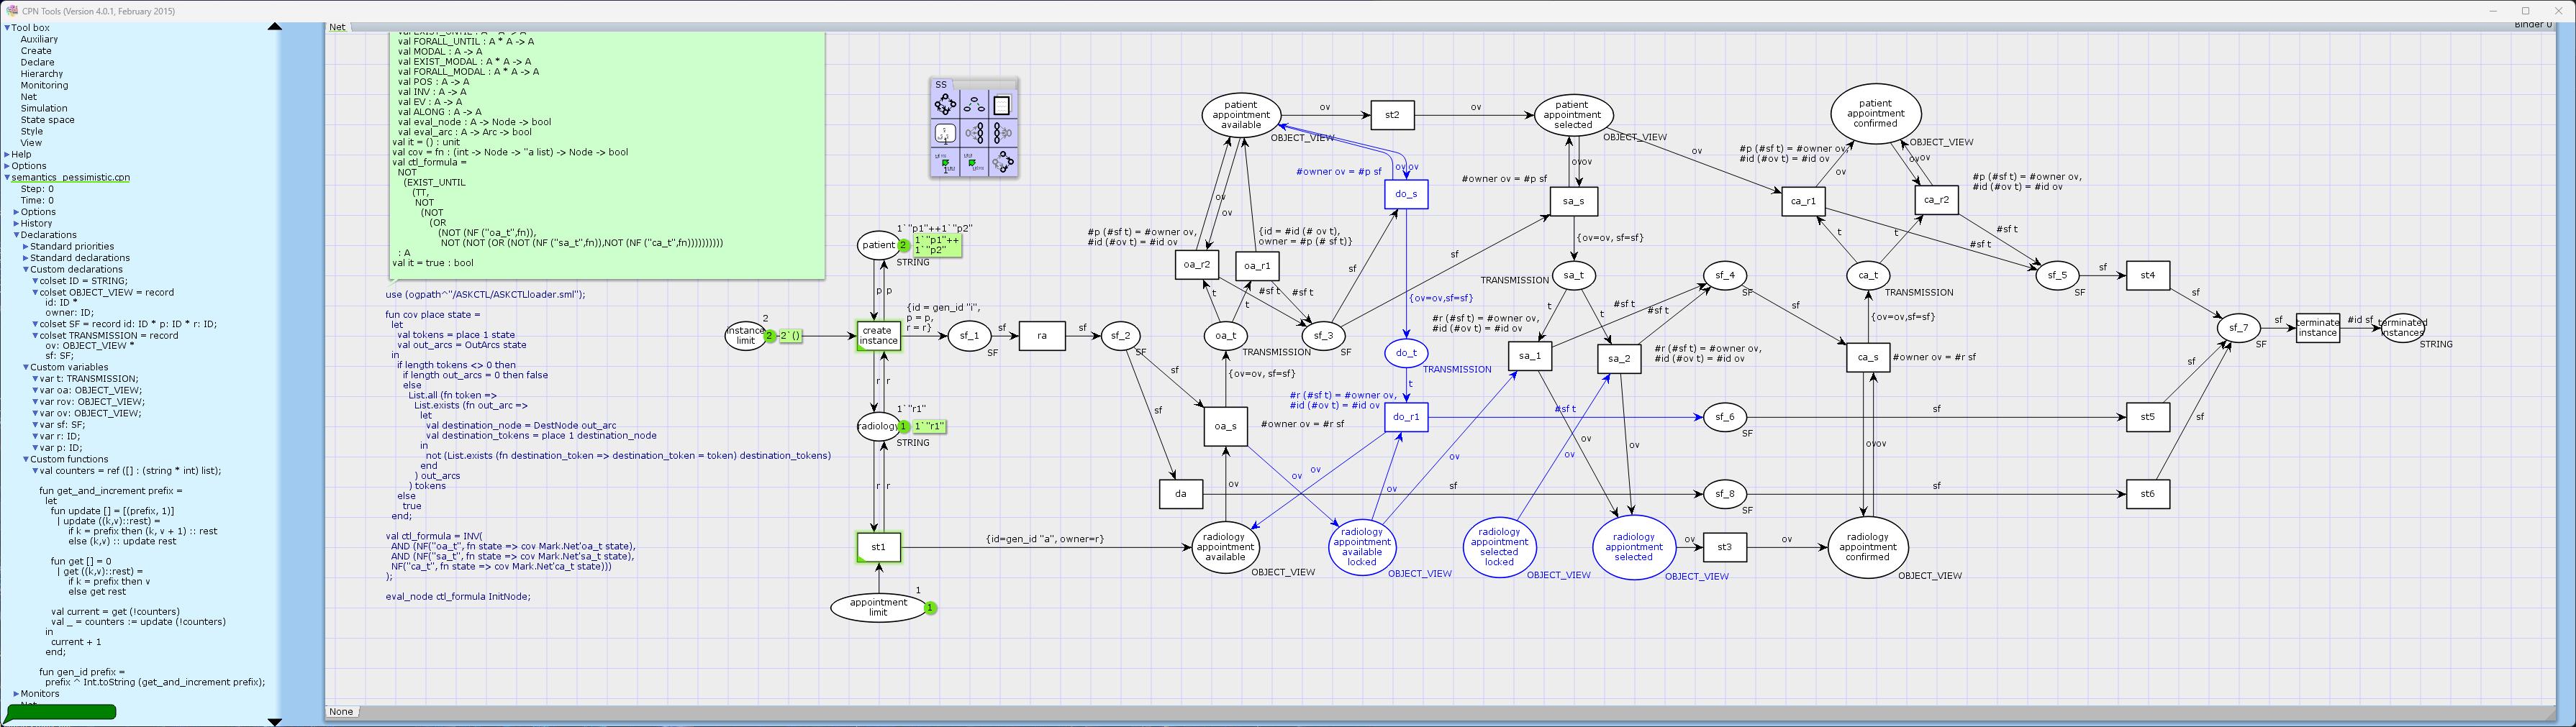 CPN Tools (Version 4.0.1, February 2015)
Tool box
Auxiliary
Create
Declare
Hierarchy
Monitoring
Net
Simulation
State space
Style
View
Help
Options
semantics_pessimistic.cpn
Step: 0
Time: 0
Options
History
Declarations
Standard priorities
Standard declarations
Custom declarations
colset ID = STRING;
colset OBJECT_VIEW = record
id: ID *
owner: ID;
colset SF = record id: ID * p: ID * r: ID;
colset TRANSMISSION = record
ov: OBJECT_VIEW *
sf: SF;
Custom variables
var t: TRANSMISSION;
var oa: OBJECT_VIEW;
var rov: OBJECT_VIEW;
var ov: OBJECT_VIEW;
var sf: SF;
var r: ID;
var p: ID;
Custom functions
val counters = ref ([] : (string * int) list);
fun get_and_increment prefix =
let
fun update [] = [(prefix, 1)]
| update ((k,v)::rest) =
if k = prefix then (k, v + 1) :: rest
else (k,v) :: update rest
fun get [] = 0
| get ((k,v)::rest) =
if k = prefix then v
else get rest
val current = get (!counters)
val _ = counters := update (!counters)
in
current + 1
end;
fun gen_id prefix =
prefix ^ Int.toString (get_and_increment prefix);
Monitors
Net
Binder 0
val EXIST_UNTIL : A * A -> A
val FORALL_UNTIL : A * A -> A
val MODAL : A -> A
val EXIST_MODAL : A * A -> A
val FORALL_MODAL : A * A -> A
val POS : A -> A
val INV : A -> A
val EV : A -> A
val ALONG : A -> A
val eval_node : A -> Node -> bool
val eval_arc : A -> Arc -> bool
val it = () : unit
val cov = fn : (int -> Node -> ''a list) -> Node -> bool
val ctl_formula =
NOT
(EXIST_UNTIL
(TT,
NOT
(NOT
(OR
(NOT (NF ("oa_t",fn)),
NOT (NOT (OR (NOT (NF ("sa_t",fn)),NOT (NF ("ca_t",fn))))))))))
: A
val it = true : bool
use (ogpath^"/ASKCTL/ASKCTLloader.sml");
fun cov place state =
let
val tokens = place 1 state
val out_arcs = OutArcs state
in
if length tokens <> 0 then
if length out_arcs = 0 then false
else
List.all (fn token =>
List.exists (fn out_arc =>
let
val destination_node = DestNode out_arc
val destination_tokens = place 1 destination_node
in
not (List.exists (fn destination_token => destination_token = token) destination_tokens)
end
) out_arcs
) tokens
else
true
end;
val ctl_formula = INV(
AND (NF("oa_t", fn state => cov Mark.Net'oa_t state),
AND (NF("sa_t", fn state => cov Mark.Net'sa_t state),
NF("ca_t", fn state => cov Mark.Net'ca_t state)))
);
eval_node ctl_formula InitNode;
SS
1`"p1"++1`"p2"
patient
2
1`"p1"++
1`"p2"
STRING
p
p
2
instance
limit
2
2`()
create
instance
{id = gen_id "i",
p = p,
r = r}
sf_1
SF
sf
ra
sf
sf_2
SF
r
r
1`"r1"
radiology
1
1`"r1"
STRING
r
r
st1
{id=gen_id "a", owner=r}
1
appointment
limit
1
patient
appointment
available
OBJECT_VIEW
ov
st2
ov
patient
appointment
selected
OBJECT_VIEW
ov
patient
appointment
confirmed
OBJECT_VIEW
#owner ov = #p sf
ov
ov
do_s
#owner ov = #p sf
ov
ov
sa_s
#p (#sf t) = #owner ov,
#id (#ov t) = #id ov
ov
ca_r1
ov
ov
ca_r2
#p (#sf t) = #owner ov,
#id (#ov t) = #id ov
ov
ov
#p (#sf t) = #owner ov,
#id (#ov t) = #id ov
{id = #id (# ov t),
owner = #p (# sf t)}
oa_r2
oa_r1
t
t
#sf t
#sf t
sf
sf
{ov=ov, sf=sf}
t
t
#sf t
#sf t
oa_t
TRANSMISSION
sf_3
SF
{ov=ov,sf=sf}
TRANSMISSION
sa_t
t
t
#sf t
#sf t
sf_4
SF
sf
ca_t
TRANSMISSION
sf_5
SF
sf
st4
sf
{ov=ov, sf=sf}
do_t
TRANSMISSION
t
#r (#sf t) = #owner ov,
#id (#ov t) = #id ov
sa_1
sa_2
#r (#sf t) = #owner ov,
#id (#ov t) = #id ov
{ov=ov,sf=sf}
ca_s
#owner ov = #r sf
sf_7
SF
sf
terminate
instance
#id sf
terminated
instances
STRING
sf
sf
oa_s
#owner ov = #r sf
#r (#sf t) = #owner ov,
#id (#ov t) = #id ov
do_r1
#sf t
sf_6
SF
sf
st5
sf
sf
ov
ov
ov
ov
ov
ov
ov
ov
ov
ov
da
sf
sf_8
SF
sf
st6
radiology
appointment
available
OBJECT_VIEW
radiology
appointment
available
locked
OBJECT_VIEW
radiology
appointment
selected
locked
OBJECT_VIEW
radiology
appiontment
selected
OBJECT_VIEW
ov
st3
ov
radiology
appointment
confirmed
OBJECT_VIEW
None